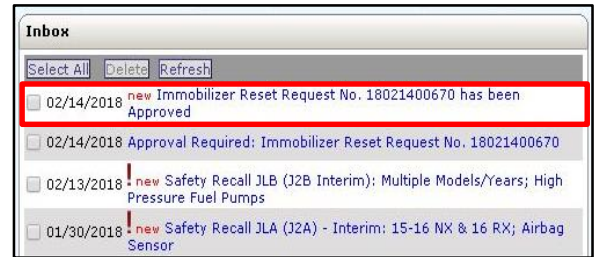 Inbox
Select All Delete Refresh
02/14/2018 new Immobilizer Reset Request No. 18021400670 has been
Approved
02/14/2018 Approval Required: Immobilizer Reset Request No. 18021400670
02/13/2018 ! new Safety Recall JLB (J2B Interim): Multiple Models/Years; High
Pressure Fuel Pumps
01/30/2018 ! new Safety Recall JLA (J2A) - Interim: 15-16 NX & 16 RX; Airbag
Sensor